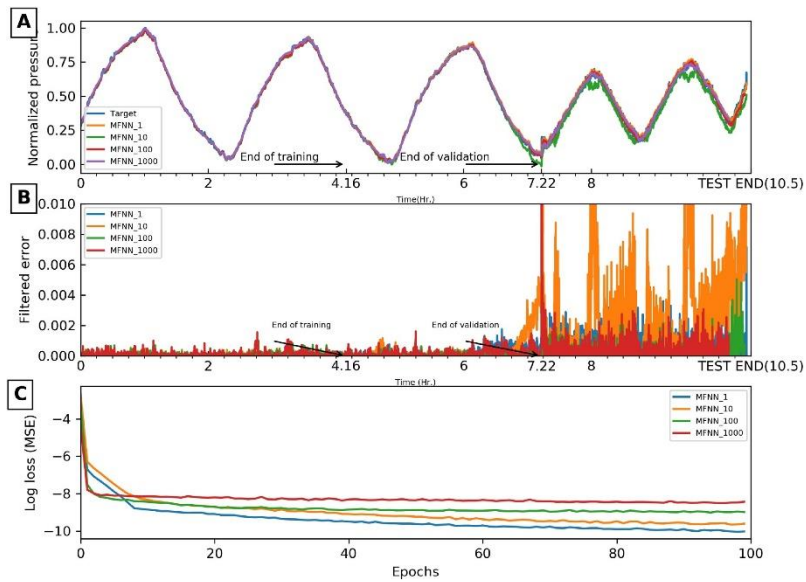 A
Normalized pressure
1.00
0.75
0.50
0.25
0.00
Target
MFNN_1
MFNN_10
MFNN_100
MFNN_1000
End of training
End of validation
0
2
4.16
6
7.22
8
TEST END(10.5)
Time(Hr.)
B
Filtered error
0.010
0.008
0.006
0.004
0.002
0.000
MFNN_1
MFNN_10
MFNN_100
MFNN_1000
End of training
End of validation
0
2
4.16
6
7.22
8
TEST END(10.5)
Time (Hr.)
C
Log loss (MSE)
−4
−6
−8
−10
MFNN_1
MFNN_10
MFNN_100
MFNN_1000
0
20
40
60
80
100
Epochs